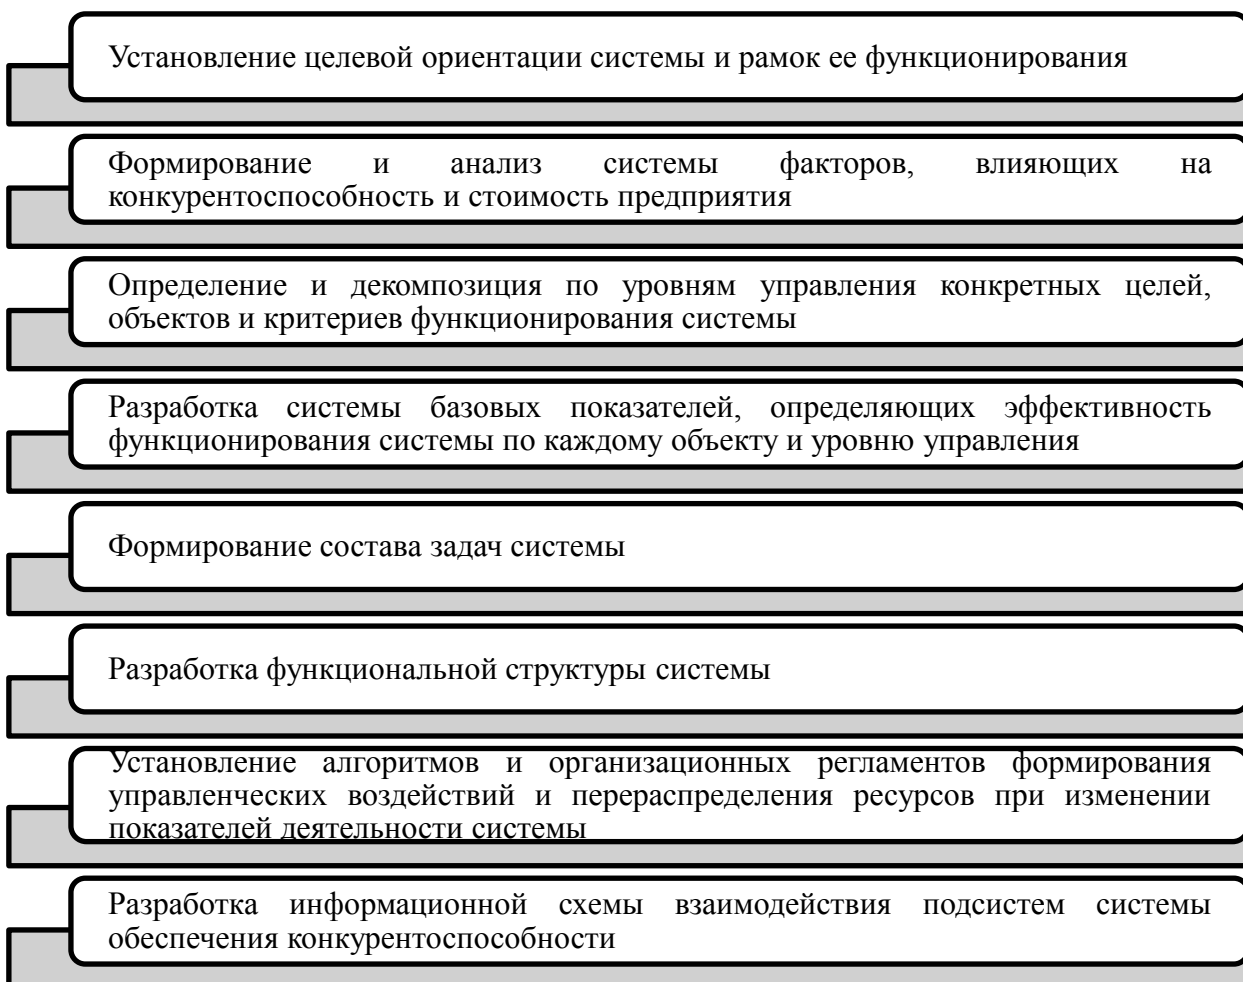 Установление целевой ориентации системы и рамок ее функционирования
Формирование и анализ системы факторов, влияющих на
конкурентоспособность и стоимость предприятия
Определение и декомпозиция по уровням управления конкретных целей,
объектов и критериев функционирования системы
Разработка системы базовых показателей, определяющих эффективность
функционирования системы по каждому объекту и уровню управления
Формирование состава задач системы
Разработка функциональной структуры системы
Установление алгоритмов и организационных регламентов формирования
управленческих воздействий и перераспределения ресурсов при изменении
показателей деятельности системы
Разработка информационной схемы взаимодействия подсистем системы
обеспечения конкурентоспособности